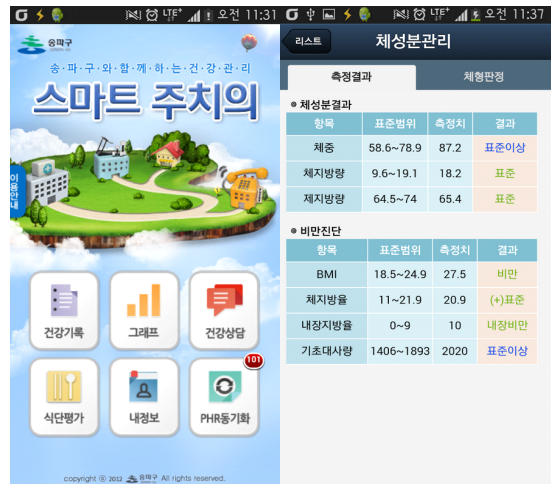 LTE+ 오전 11:31
송파구
송·파·구·와·함·께·하·는·건·강·관·리
스마트 주치의
이용안내
건강기록
그래프
건강상담
식단평가
내정보
PHR동기화
101
copyright ⓒ 2012 송파구 All rights reserved.
LTE+ 오전 11:37
리스트
체성분관리
측정결과 체형판정
체성분결과
항목 표준범위 측정치 결과
체중 58.6~78.9 87.2 표준이상
체지방량 9.6~19.1 18.2 표준
제지방량 64.5~74 65.4 표준
비만진단
항목 표준범위 측정치 결과
BMI 18.5~24.9 27.5 비만
체지방율 11~21.9 20.9 (+)표준
내장지방율 0~9 10 내장비만
기초대사량 1406~1893 2020 표준이상